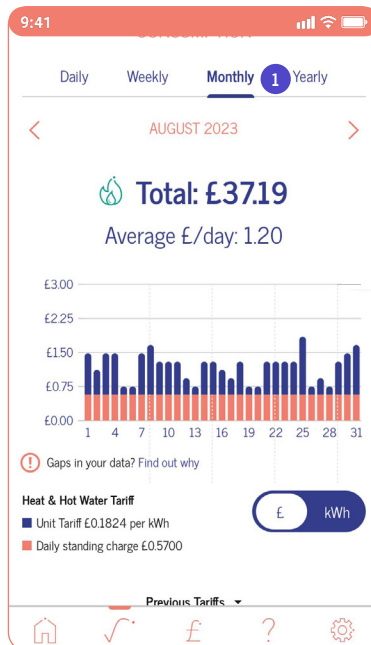 9:41
CONSUMPTION
Daily Weekly Monthly 1 Yearly
AUGUST 2023
Total: £37.19
Average £/day: 1.20
£3.00
£2.25
£1.50
£0.75
£0.00
1 4 7 10 13 16 19 22 25 28 31
Gaps in your data? Find out why
Heat & Hot Water Tariff
Unit Tariff £0.1824 per kWh
Daily standing charge £0.5700
£ kWh
Previous Tariffs